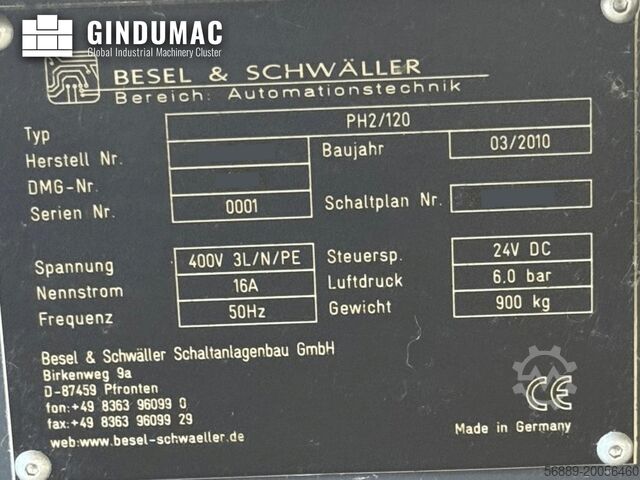 GINDUMAC
Global Industrial Machinery Cluster
BESEL & SCHWÄLLER
Bereich: Automationstechnik
Typ PH2/120
Herstell Nr. Baujahr 03/2010
DMG-Nr.
Serien Nr. 0001 Schaltplan Nr.
Spannung 400V 3L/N/PE Steuersp. 24V DC
Nennstrom 16A Luftdruck 6.0 bar
Frequenz 50Hz Gewicht 900 kg
Besel & Schwäller Schaltanlagenbau GmbH
Birkenweg 9a
D-87459 Pfronten
fon:+49 8363 96099 0
fax:+49 8363 96099 29
web:www.besel-schwaeller.de
CE
Made in Germany
56889-20056460